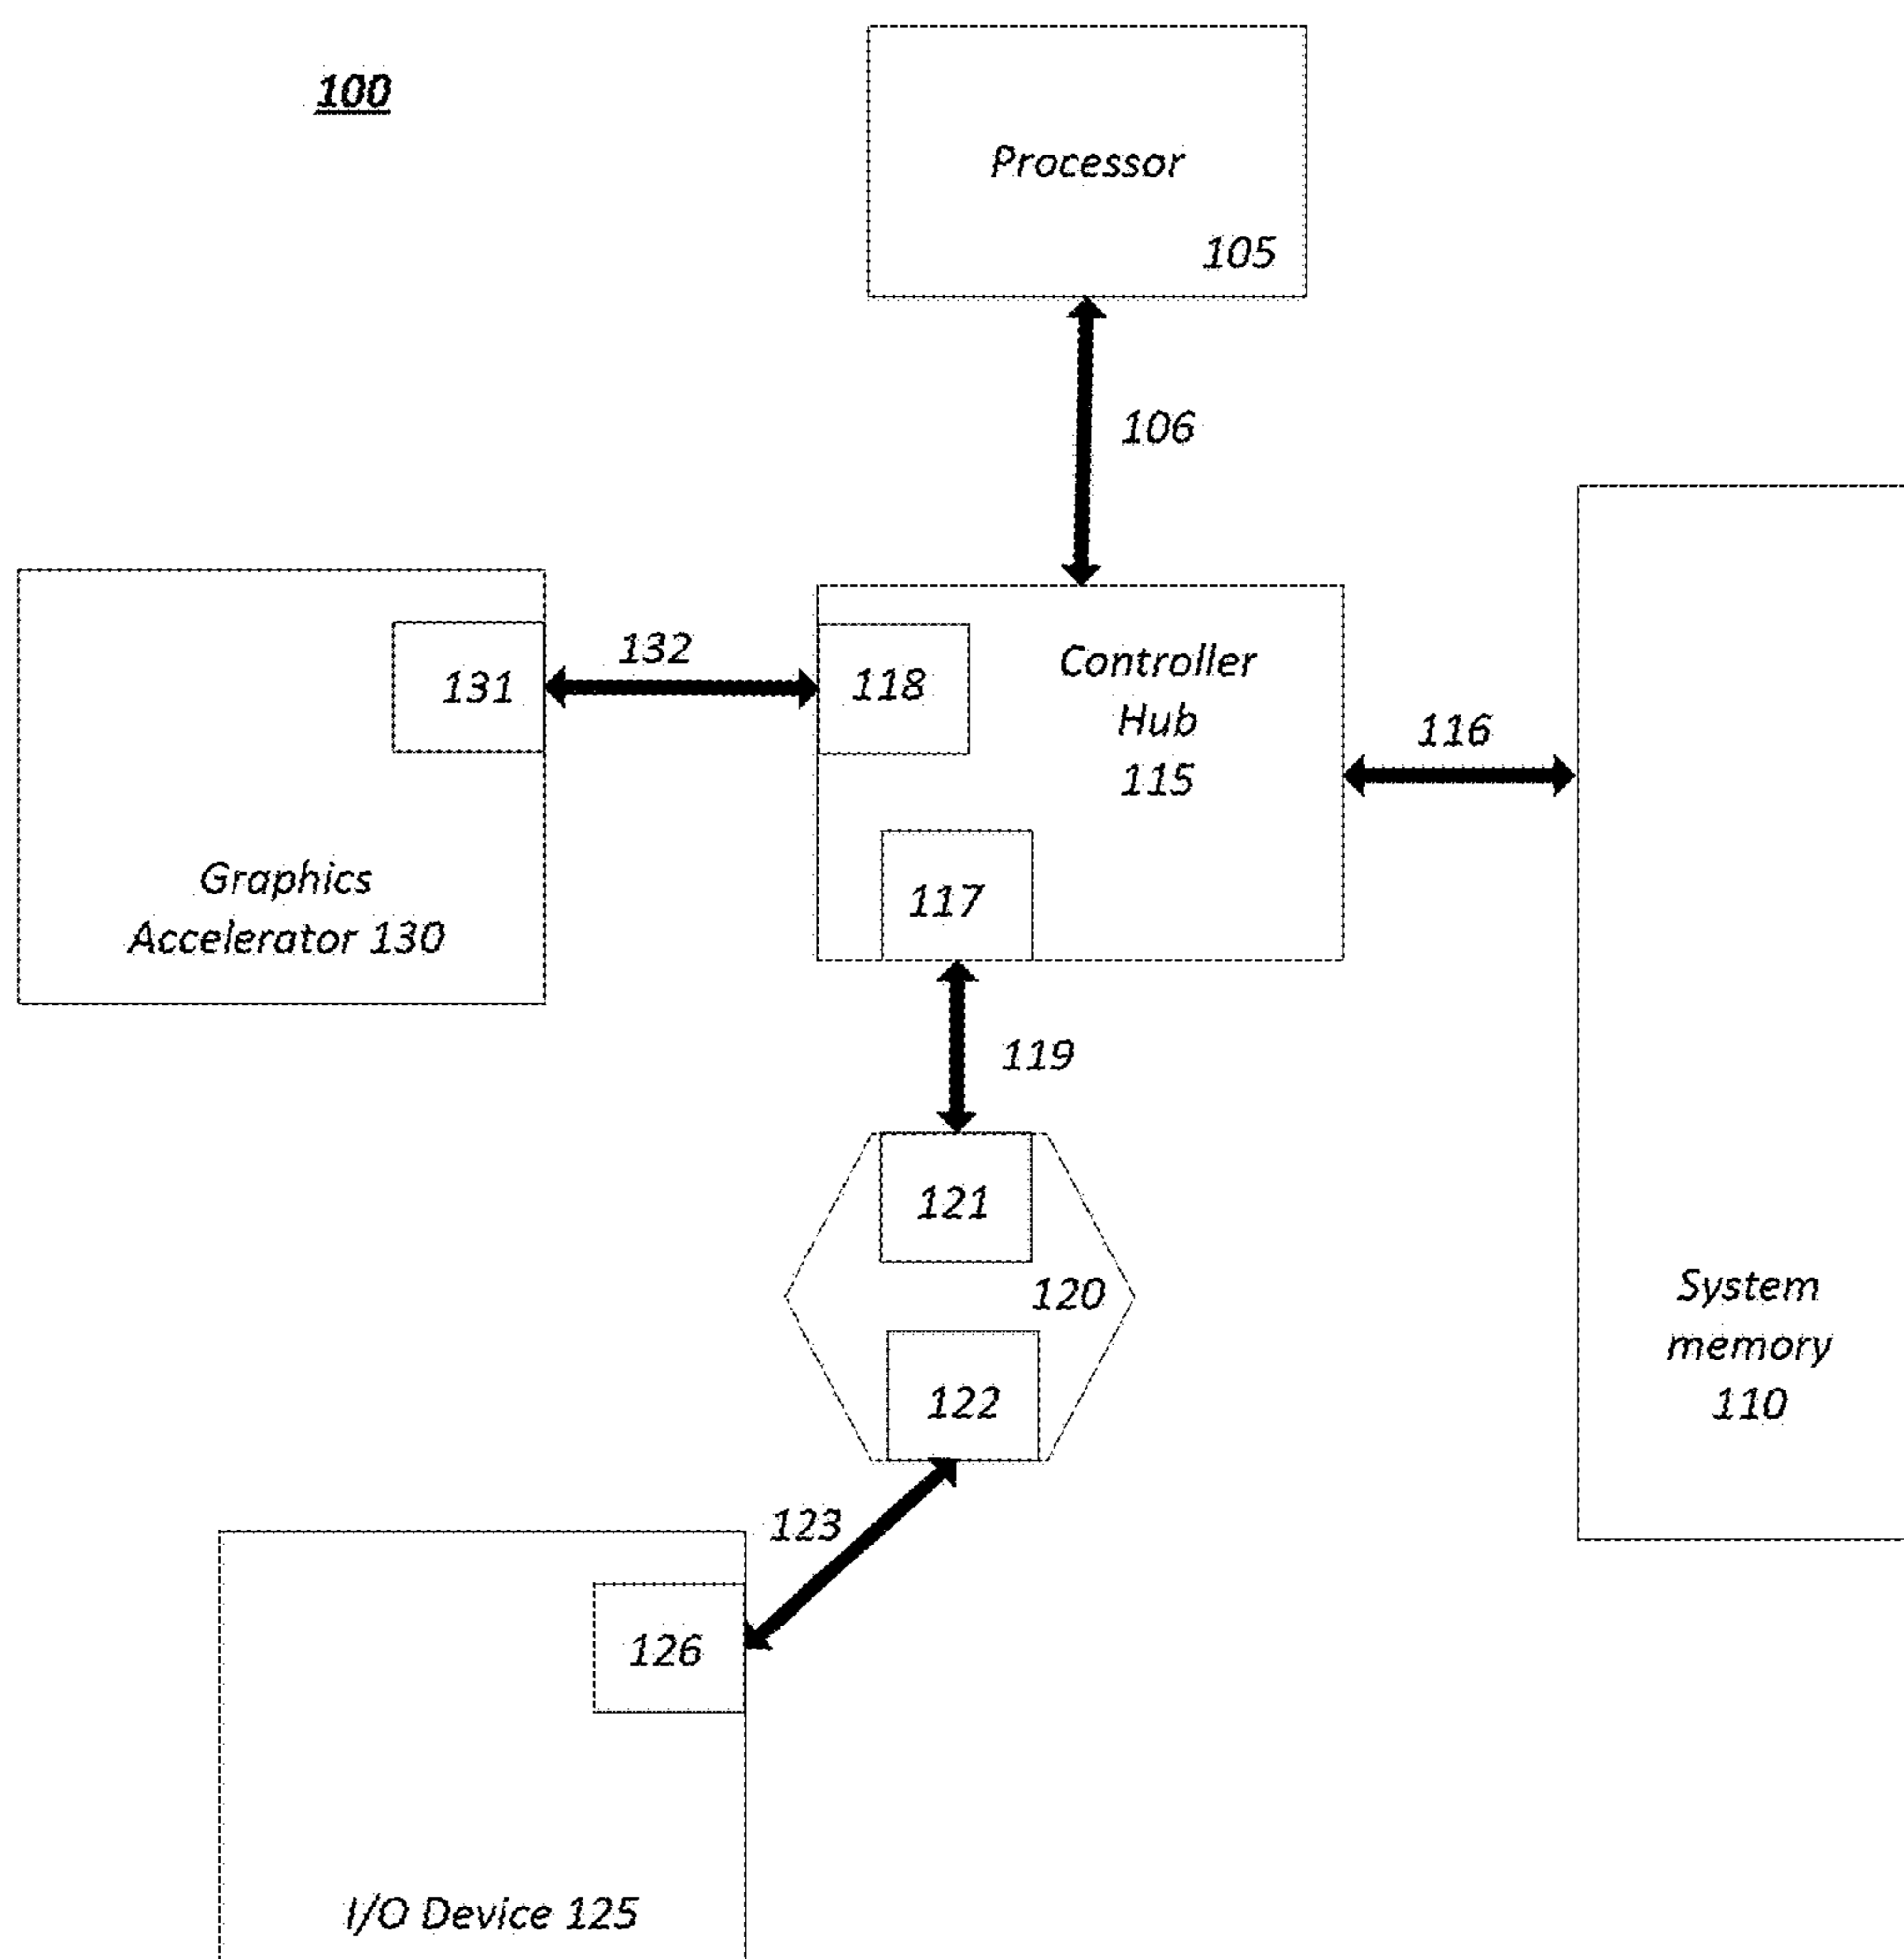 100
Processor
105
106
132
131
118
Controller
Hub
115
116
Graphics
Accelerator 130
117
119
121
120
122
System
memory
110
123
126
I/O Device 125